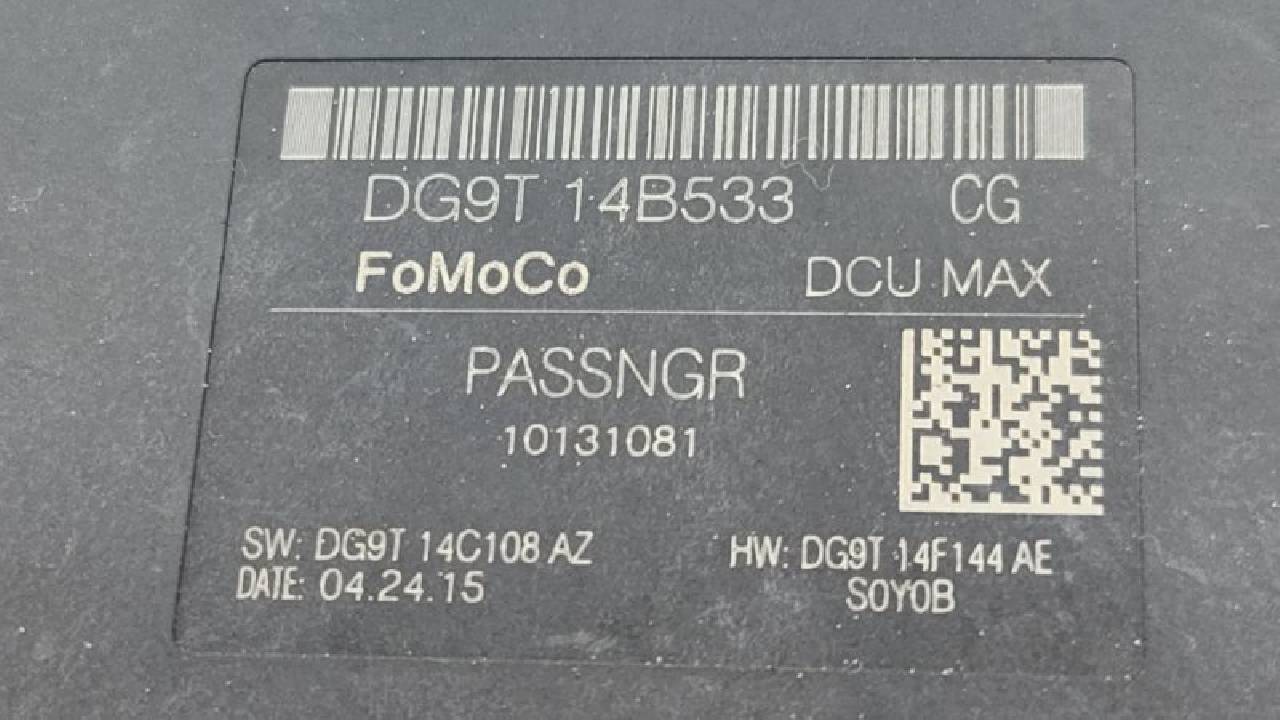 DG9T 14B533 CG
FoMoCo DCU MAX
PASSNGR
10131081
SW: DG9T 14C108 AZ HW: DG9T 14F144 AE
DATE: 04.24.15 S0Y0B